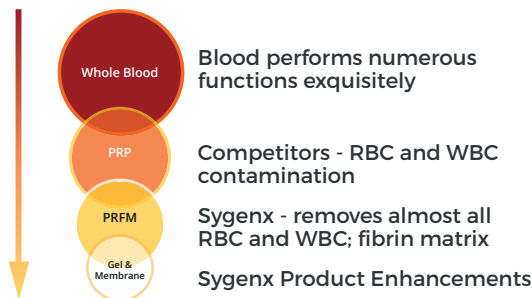 Whole Blood
Blood performs numerous
functions exquisitely
PRP
Competitors - RBC and WBC
contamination
PRFM
Sygenx - removes almost all
RBC and WBC; fibrin matrix
Gel &
Membrane
Sygenx Product Enhancements